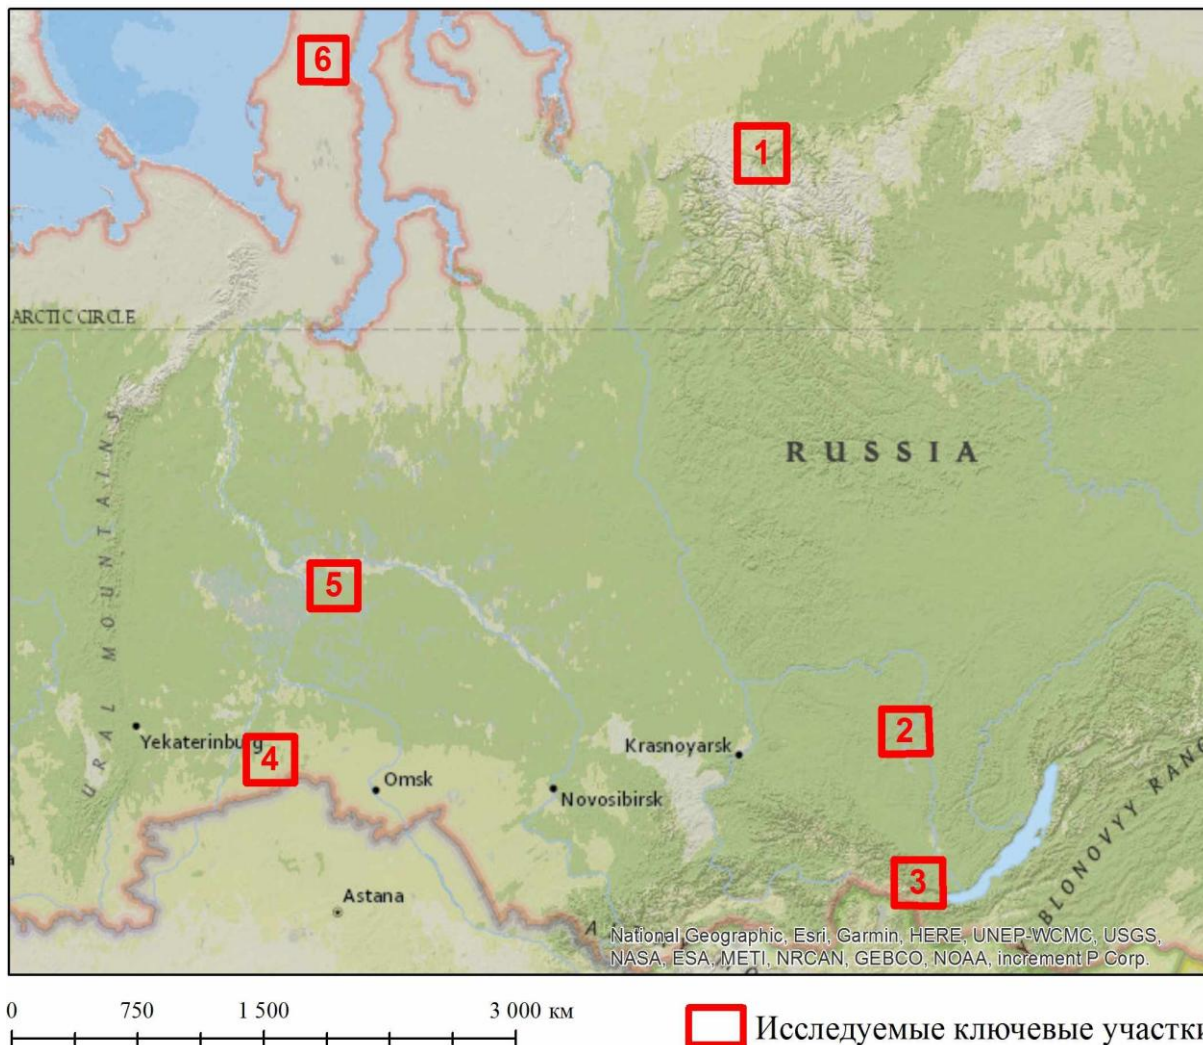 6
1
ARCTIC CIRCLE
RUSSIA
URAL MOUNTAINS
5
Yekaterinburg
4
Omsk
Novosibirsk
Krasnoyarsk
2
3
Astana
BLONOVYY RANG
National Geographic, Esri, Garmin, HERE, UNEP-WCMC, USGS,
NASA, ESA, METI, NRCAN, GEBCO, NOAA, increment P Corp.
0 750 1 500 3 000 км
Исследуемые ключевые участки